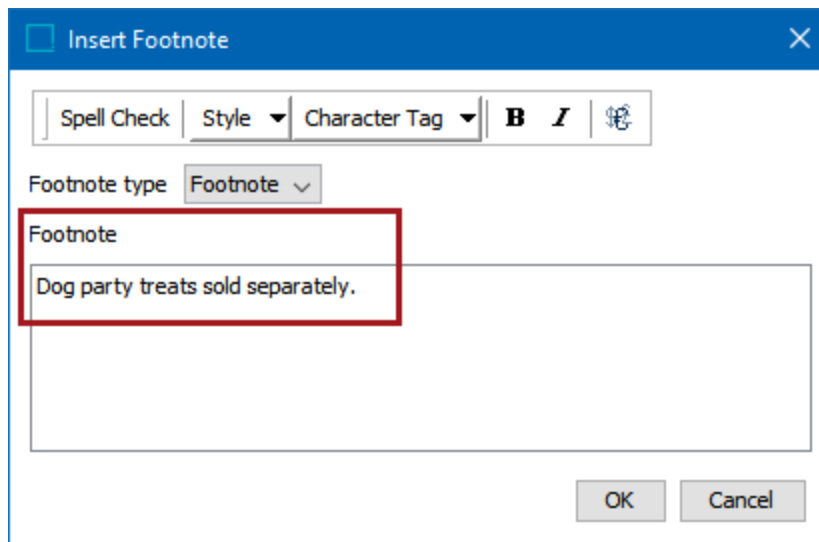 Insert Footnote
Spell Check Style Character Tag B I
Footnote type Footnote
Footnote
Dog party treats sold separately.
OK Cancel